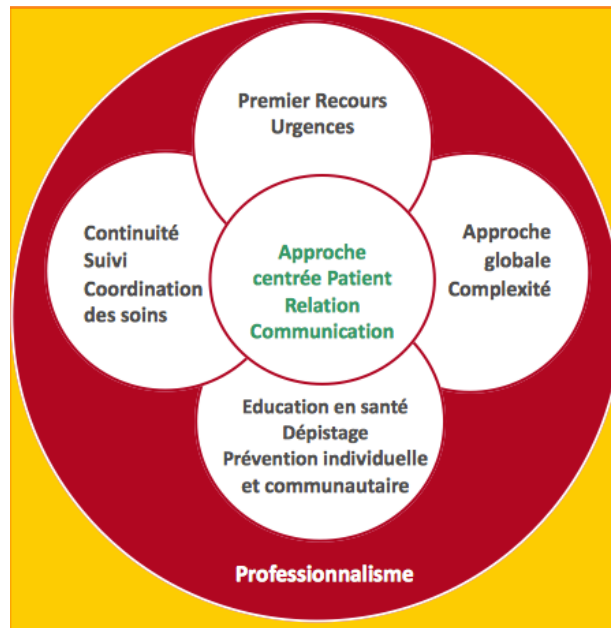 Premier Recours
Urgences
Continuité
Suivi
Coordination
des soins
Approche
centrée Patient
Relation
Communication
Approche
globale
Complexité
Education en santé
Dépistage
Prévention individuelle
et communautaire
Professionnalisme